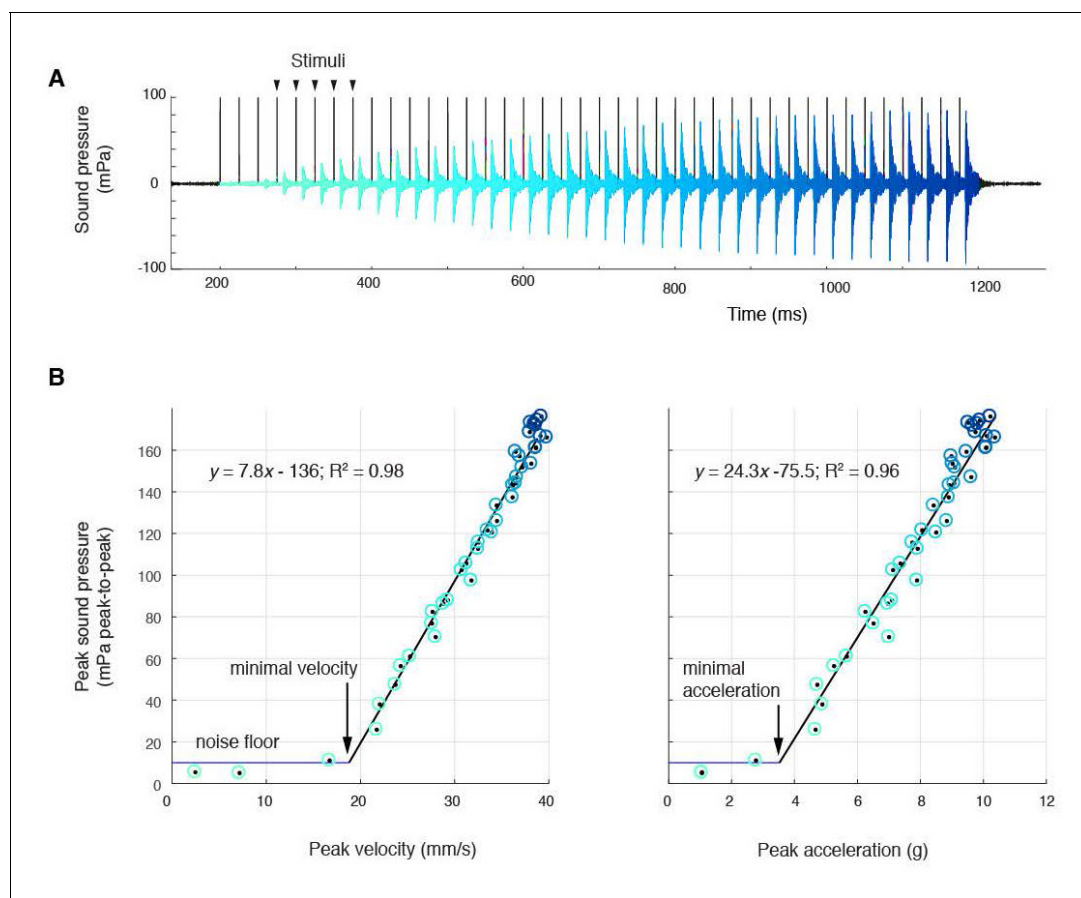 A
Stimuli
Sound pressure
(mPa)
100
0
-100
200
400
600
800
1000
1200
Time (ms)
B
Peak sound pressure
(mPa peak-to-peak)
160
140
120
100
80
60
40
20
0
y = 7.8x - 136; R² = 0.98
minimal velocity
noise floor
0
10
20
30
40
Peak velocity (mm/s)
y = 24.3x -75.5; R² = 0.96
minimal
acceleration
0
2
4
6
8
10
12
Peak acceleration (g)